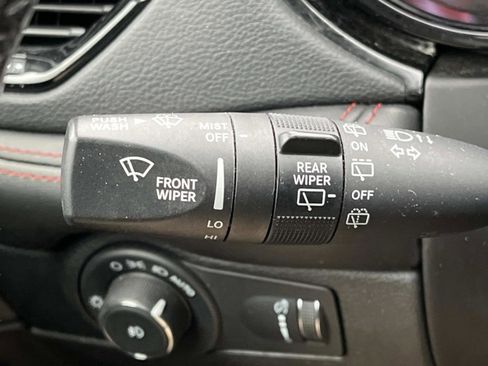 PUSH
WASH
MIST
OFF
FRONT
WIPER
LO
HI
REAR
WIPER
ON
OFF
O
AUTO